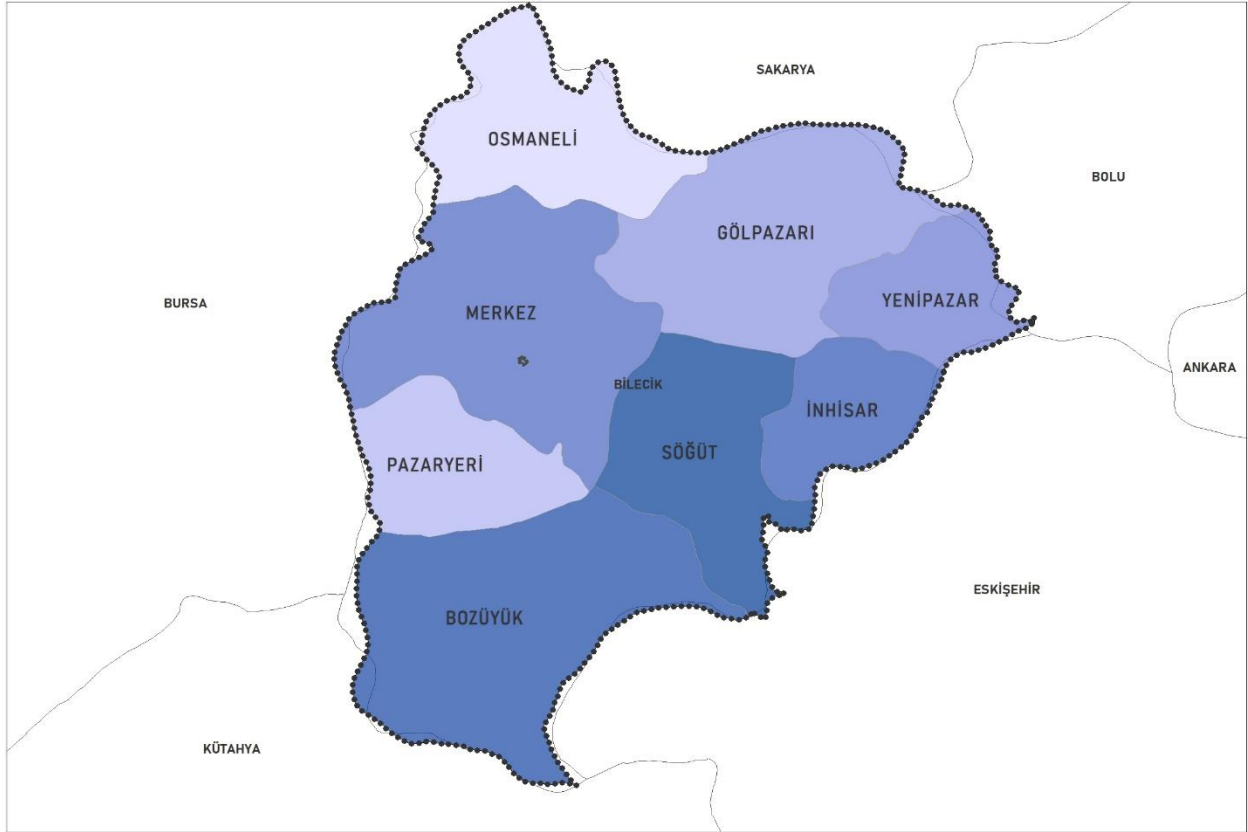 SAKARYA
OSMANELİ
BOLU
GÖLPAZARI
BURSA
YENİPAZAR
MERKEZ
ANKARA
BİLECİK
İNHİSAR
SÖĞÜT
PAZARYERİ
ESKİŞEHİR
BOZÜYÜK
KÜTAHYA